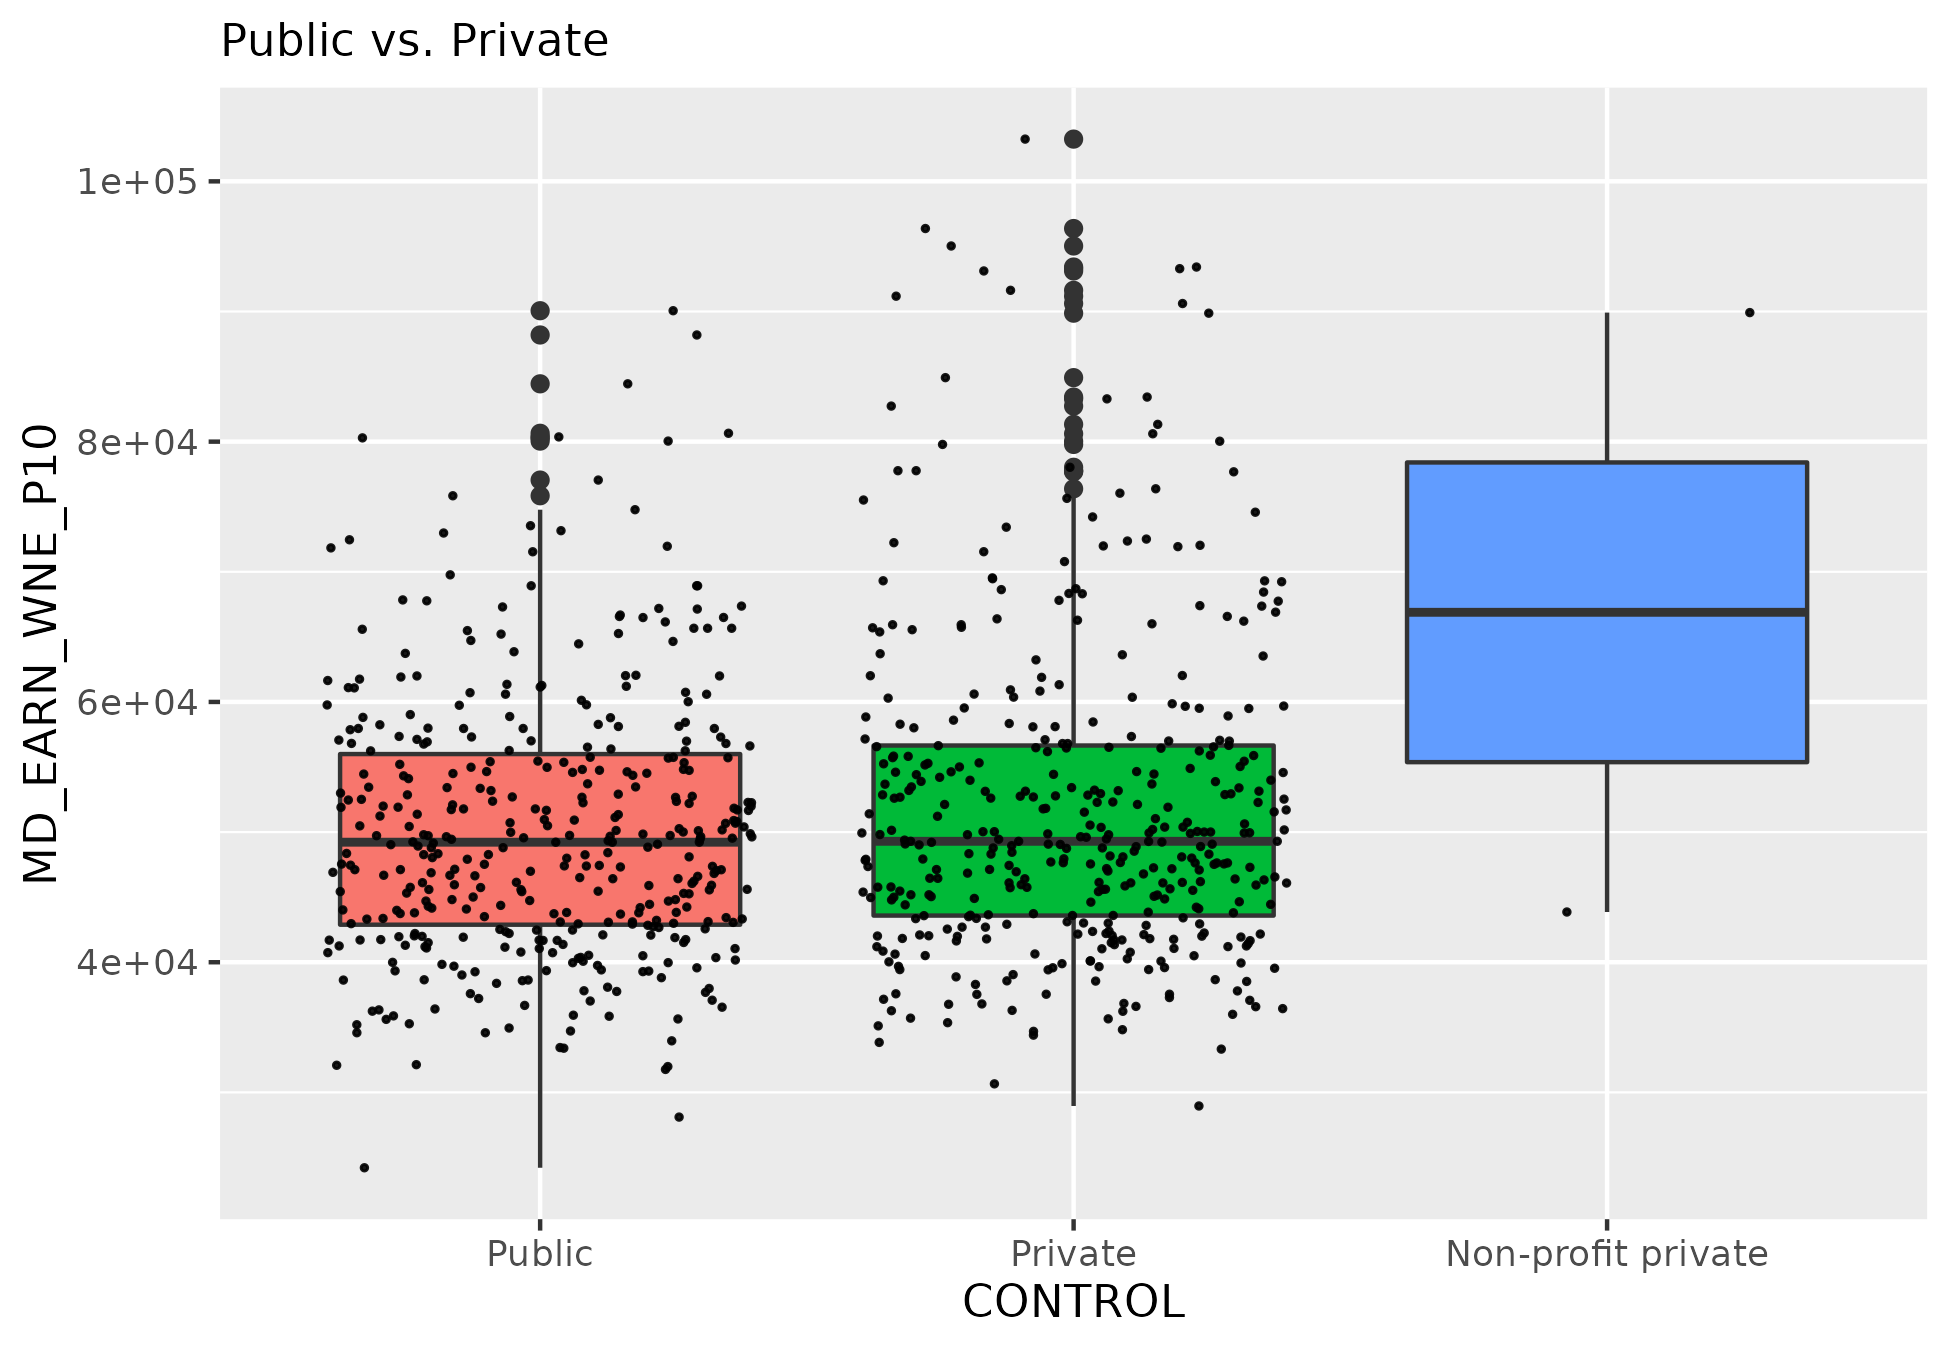 Public vs. Private
MD_EARN_WNE_P10
1e+05
8e+04
6e+04
4e+04
Public
Private
Non-profit private
CONTROL